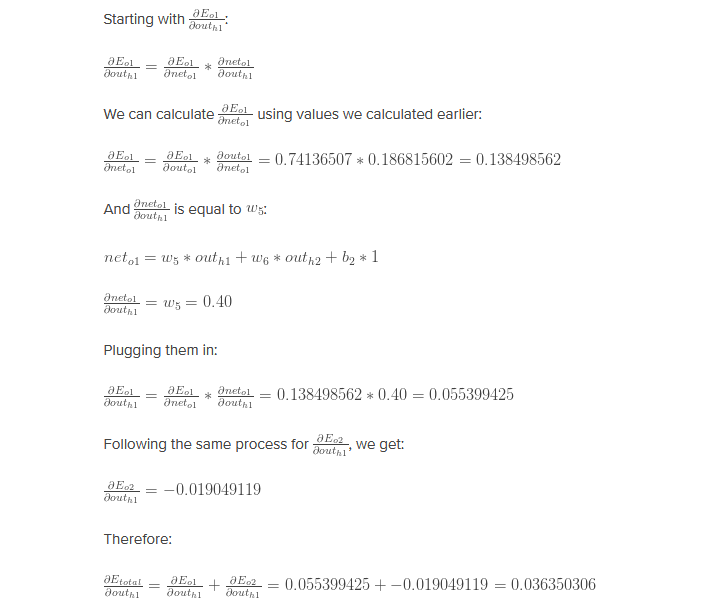 Starting with \frac{\partial E_{o1}}{\partial out_{h1}}:
\frac{\partial E_{o1}}{\partial out_{h1}} = \frac{\partial E_{o1}}{\partial net_{o1}} * \frac{\partial net_{o1}}{\partial out_{h1}}
We can calculate \frac{\partial E_{o1}}{\partial net_{o1}} using values we calculated earlier:
\frac{\partial E_{o1}}{\partial net_{o1}} = \frac{\partial E_{o1}}{\partial out_{o1}} * \frac{\partial out_{o1}}{\partial net_{o1}} = 0.74136507 * 0.186815602 = 0.138498562
And \frac{\partial net_{o1}}{\partial out_{h1}} is equal to w_5:
net_{o1} = w_5 * out_{h1} + w_6 * out_{h2} + b_2 * 1
\frac{\partial net_{o1}}{\partial out_{h1}} = w_5 = 0.40
Plugging them in:
\frac{\partial E_{o1}}{\partial out_{h1}} = \frac{\partial E_{o1}}{\partial net_{o1}} * \frac{\partial net_{o1}}{\partial out_{h1}} = 0.138498562 * 0.40 = 0.055399425
Following the same process for \frac{\partial E_{o2}}{\partial out_{h1}}, we get:
\frac{\partial E_{o2}}{\partial out_{h1}} = -0.019049119
Therefore:
\frac{\partial E_{total}}{\partial out_{h1}} = \frac{\partial E_{o1}}{\partial out_{h1}} + \frac{\partial E_{o2}}{\partial out_{h1}} = 0.055399425 + -0.019049119 = 0.036350306